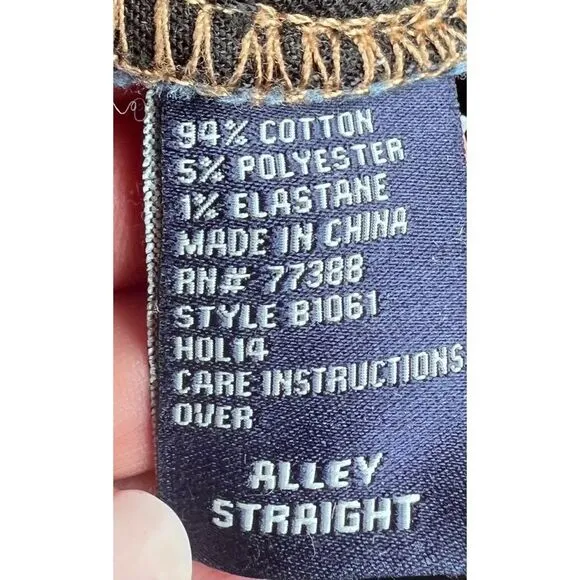 94% COTTON
5% POLYESTER
1% ELASTANE
MADE IN CHINA
RN# 77388
STYLE B1061
HOL14
CARE INSTRUCTIONS
OVER
ALLEY
STRAIGHT